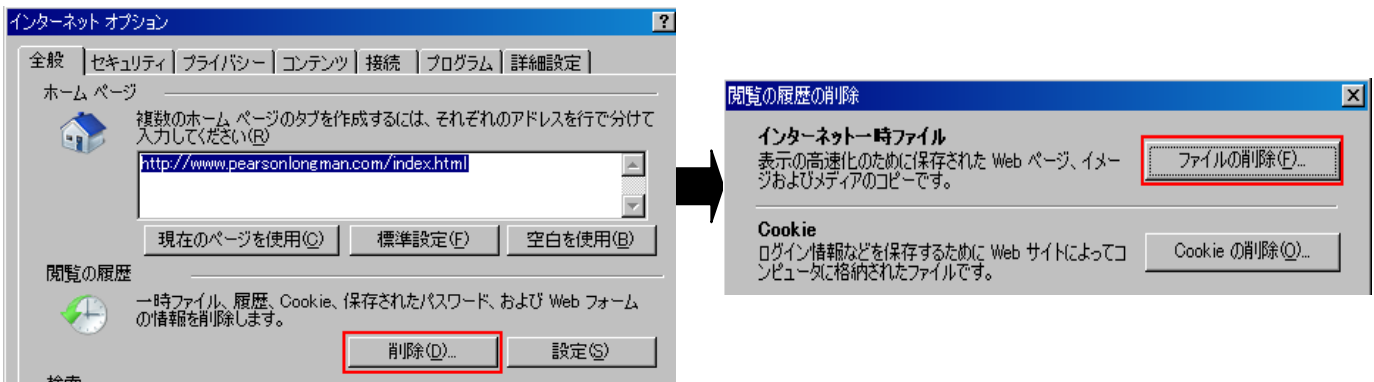 インターネット オプション ?
全般 セキュリティ プライバシー コンテンツ 接続 プログラム 詳細設定
ホーム ページ
複数のホーム ページのタブを作成するには、それぞれのアドレスを行で分けて
入力してください(R)
http://www.pearsonlongman.com/index.html
現在のページを使用(C) 標準設定(F) 空白を使用(B)
閲覧の履歴
一時ファイル、履歴、Cookie、保存されたパスワード、および Web フォーム
の情報を削除します。
削除(D)... 設定(S)
検索
閲覧の履歴の削除
インターネット一時ファイル
表示の高速化のために保存された Web ページ、イメー
ジおよびメディアのコピーです。
ファイルの削除(F)...
Cookie
ログイン情報などを保存するために Web サイトによってコ
ンピュータに格納されたファイルです。
Cookie の削除(O)...